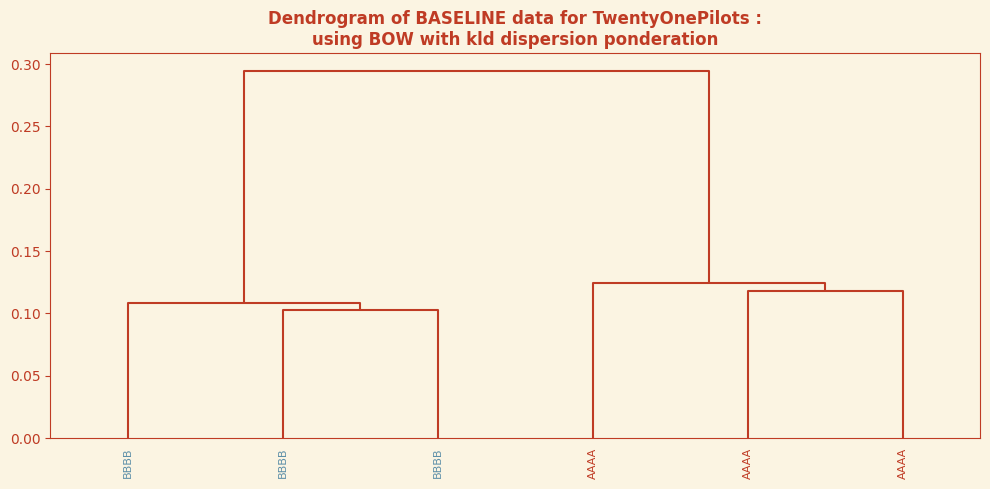 Dendrogram of BASELINE data for TwentyOnePilots :
using BOW with kld dispersion ponderation
0.30
0.25
0.20
0.15
0.10
0.05
0.00
BBBB
BBBB
BBBB
AAAA
AAAA
AAAA